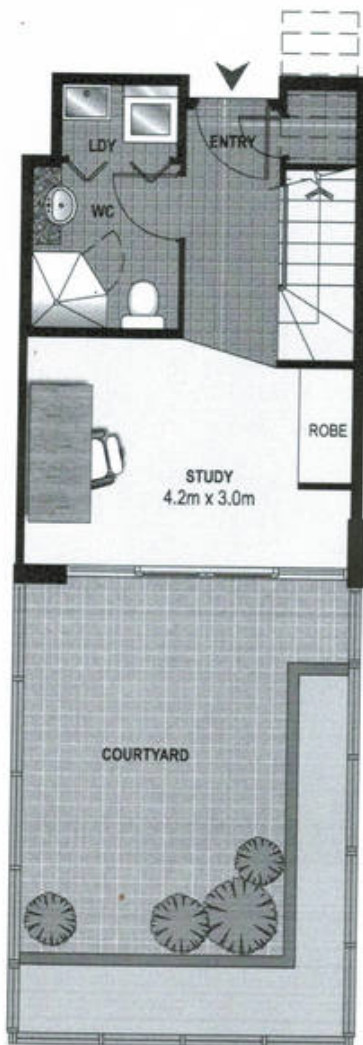 LDY
ENTRY
WC
ROBE
STUDY
4.2m x 3.0m
COURTYARD